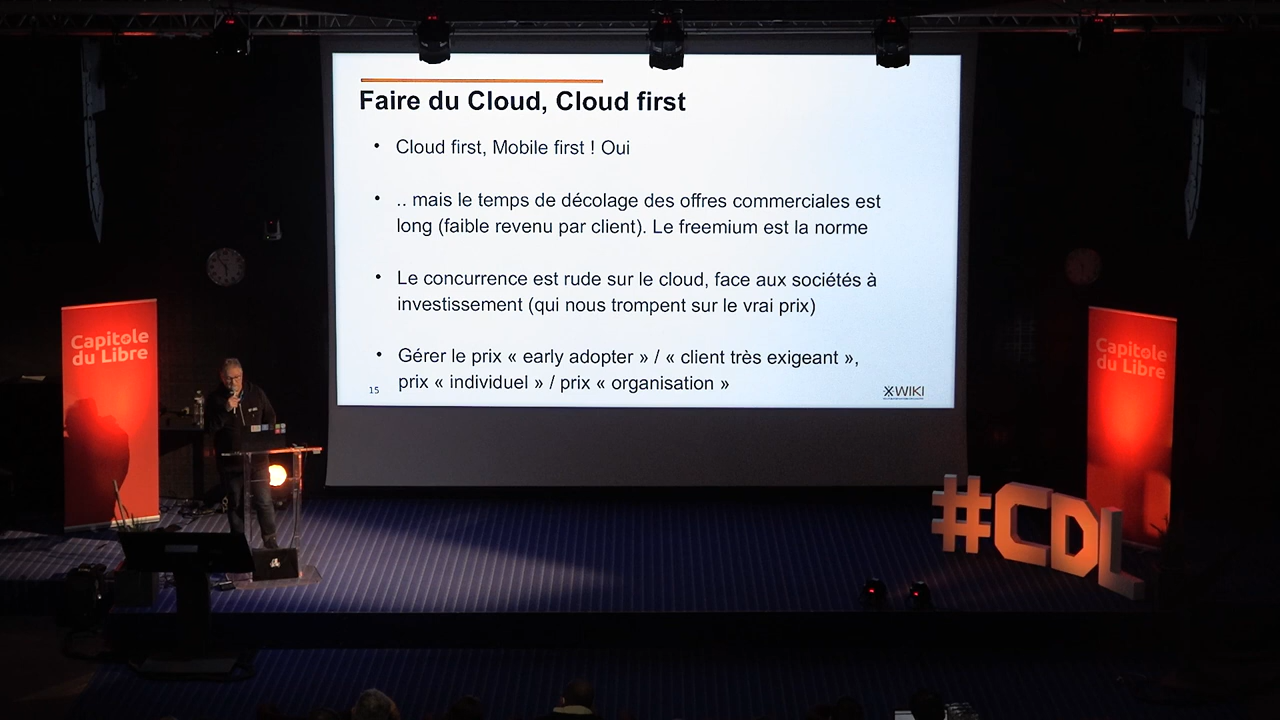 Faire du Cloud, Cloud first
• Cloud first, Mobile first ! Oui
• .. mais le temps de décolage des offres commerciales est
long (faible revenu par client). Le freemium est la norme
• Le concurrence est rude sur le cloud, face aux sociétés à
investissement (qui nous trompent sur le vrai prix)
• Gérer le prix « early adopter » / « client très exigeant »,
prix « individuel » / prix « organisation »
15
XWIKI
Capitole
du Libre
Capitole
du Libre
#CDL